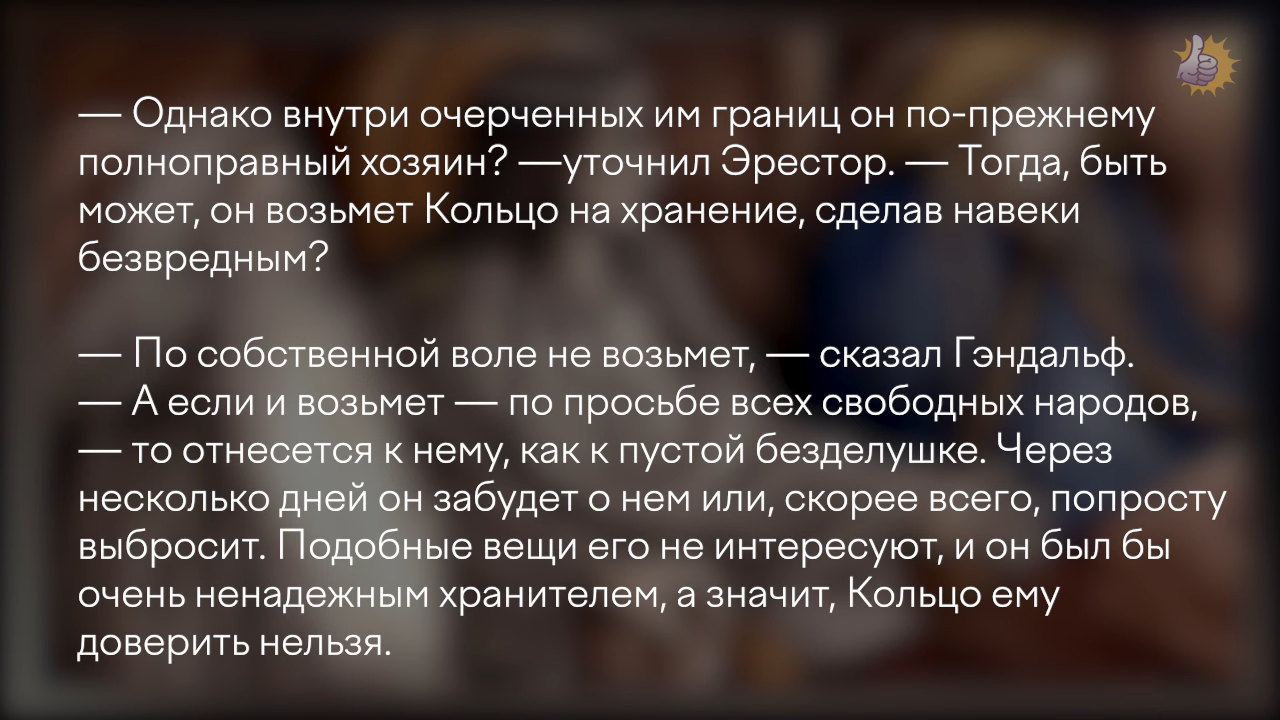 — Однако внутри очерченных им границ он по-прежнему
полноправный хозяин? —уточнил Эрестор. — Тогда, быть
может, он возьмет Кольцо на хранение, сделав навеки
безвредным?
— По собственной воле не возьмет, — сказал Гэндальф.
— А если и возьмет — по просьбе всех свободных народов,
— то отнесется к нему, как к пустой безделушке. Через
несколько дней он забудет о нем или, скорее всего, попросту
выбросит. Подобные вещи его не интересуют, и он был бы
очень ненадежным хранителем, а значит, Кольцо ему
доверить нельзя.